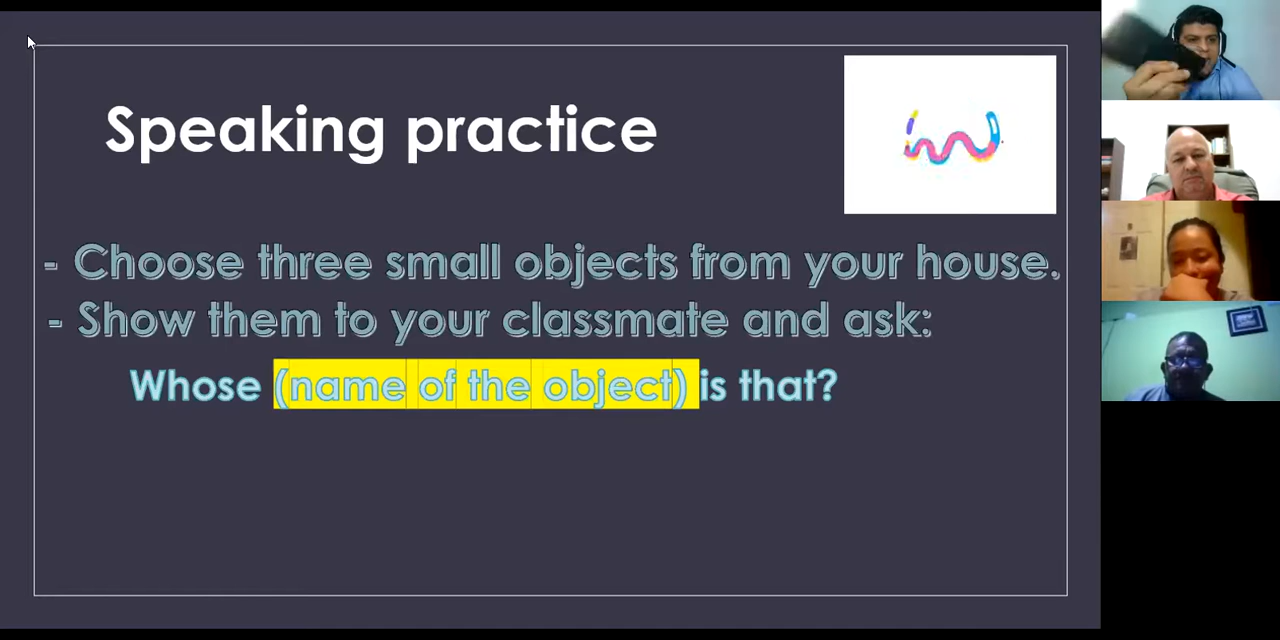 Speaking practice
- Choose three small objects from your house.
- Show them to your classmate and ask:
Whose (name of the object) is that?